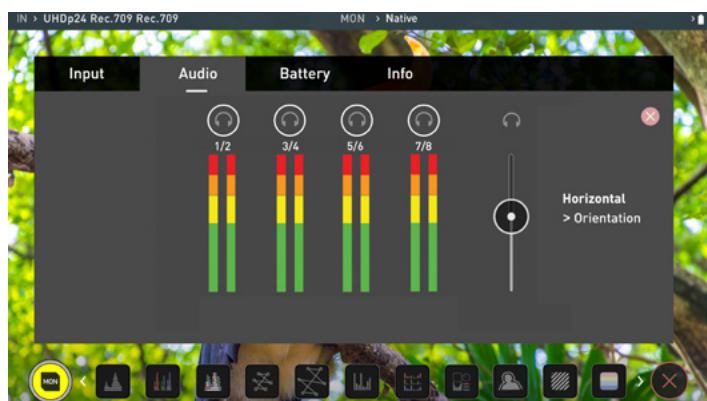 IN > UHDp24 Rec.709 Rec.709
MON > Native
>
Input
Audio
Battery
Info
1/2
3/4
5/6
7/8
Horizontal
> Orientation
MON